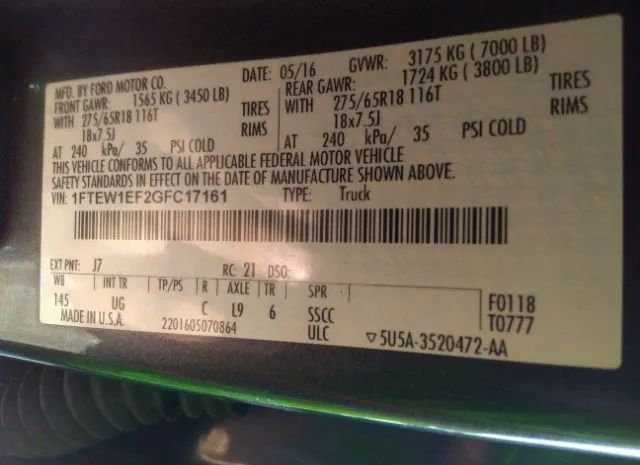 MFD. BY FORD MOTOR CO.
DATE: 05/16 GVWR: 3175 KG ( 7000 LB)
FRONT GAWR: 1565 KG ( 3450 LB)
REAR GAWR: 1724 KG ( 3800 LB)
WITH 275/65R18 116T TIRES
WITH 275/65R18 116T TIRES
18x7.5J RIMS
18x7.5J RIMS
AT 240 kPa/ 35 PSI COLD
AT 240 kPa/ 35 PSI COLD
THIS VEHICLE CONFORMS TO ALL APPLICABLE FEDERAL MOTOR VEHICLE
SAFETY STANDARDS IN EFFECT ON THE DATE OF MANUFACTURE SHOWN ABOVE.
VIN: 1FTEW1EF2GFC17161 TYPE: Truck
EXT PNT: J7 RC: 21 DSO:
WB INT TR TP/PS R AXLE TR SPR
145 UG C L9 6 SSCC F0118
MADE IN U.S.A. 2201605070864 ULC T0777
▽5U5A-3520472-AA